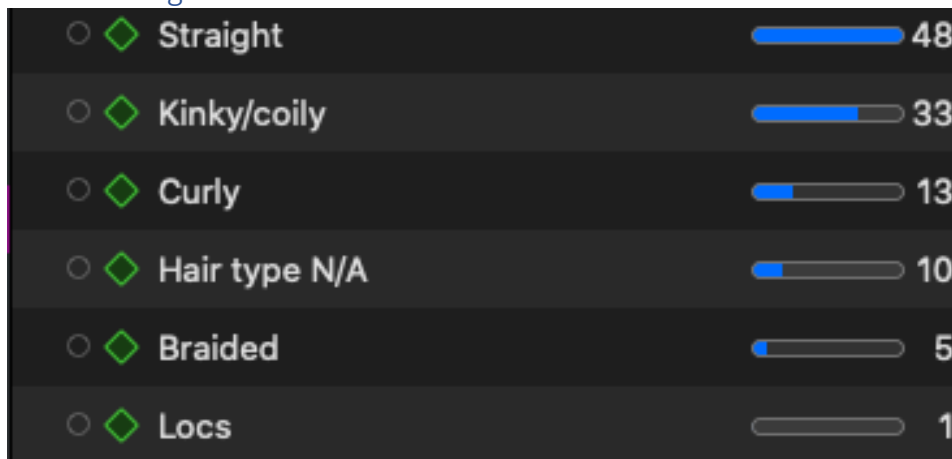 Straight 48
Kinky/coily 33
Curly 13
Hair type N/A 10
Braided 5
Locs 1